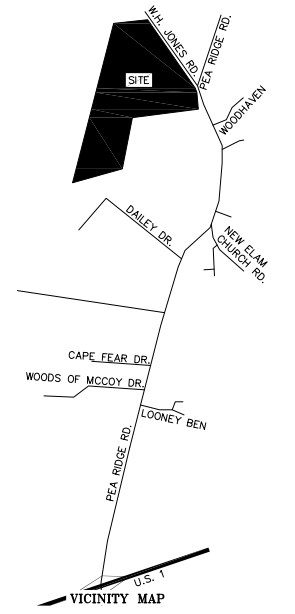 W.H. JONES RD.
PEA RIDGE RD.
SITE
WOODHAVEN
DAILEY DR.
NEW ELAM
CHURCH RD.
CAPE FEAR DR.
WOODS OF MCCOY DR.
LOONEY BEN
PEA RIDGE RD.
U.S. 1
VICINITY MAP